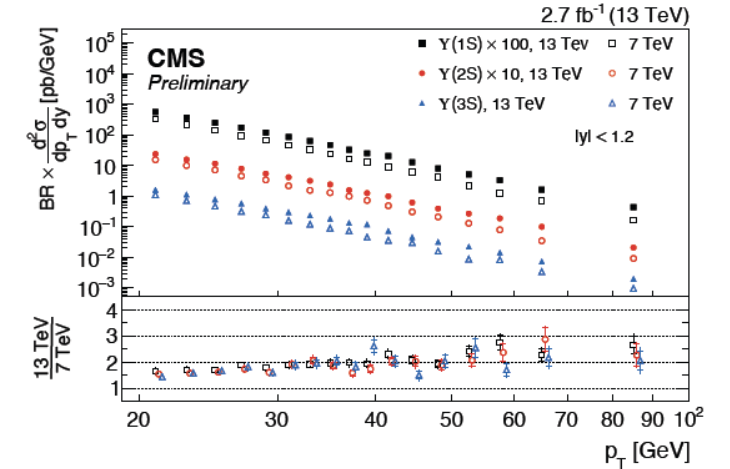 2.7 fb⁻¹ (13 TeV)
CMS
Preliminary
ϒ(1S) × 100, 13 Tev 7 TeV
ϒ(2S) × 10, 13 TeV 7 TeV
ϒ(3S), 13 TeV 7 TeV
|y| < 1.2
BR × d²σ / dp_T dy [pb/GeV]
10⁵
10⁴
10³
10²
10
1
10⁻¹
10⁻²
10⁻³
13 TeV / 7 TeV
4
3
2
1
20 30 40 50 60 70 80 90 10²
p_T [GeV]